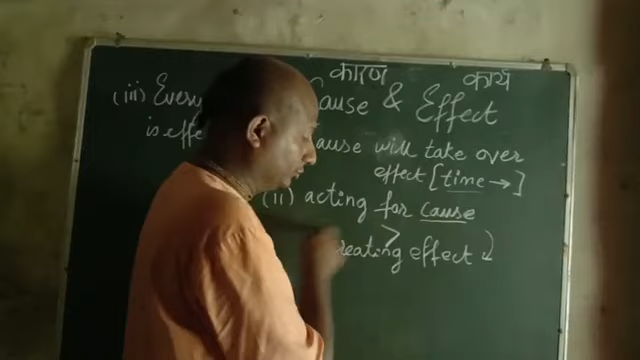 कारण कार्य
Cause & Effect
(iii) Every
is effe
ause will take over
effect [time →]
(ii) acting for cause
>
reating effect